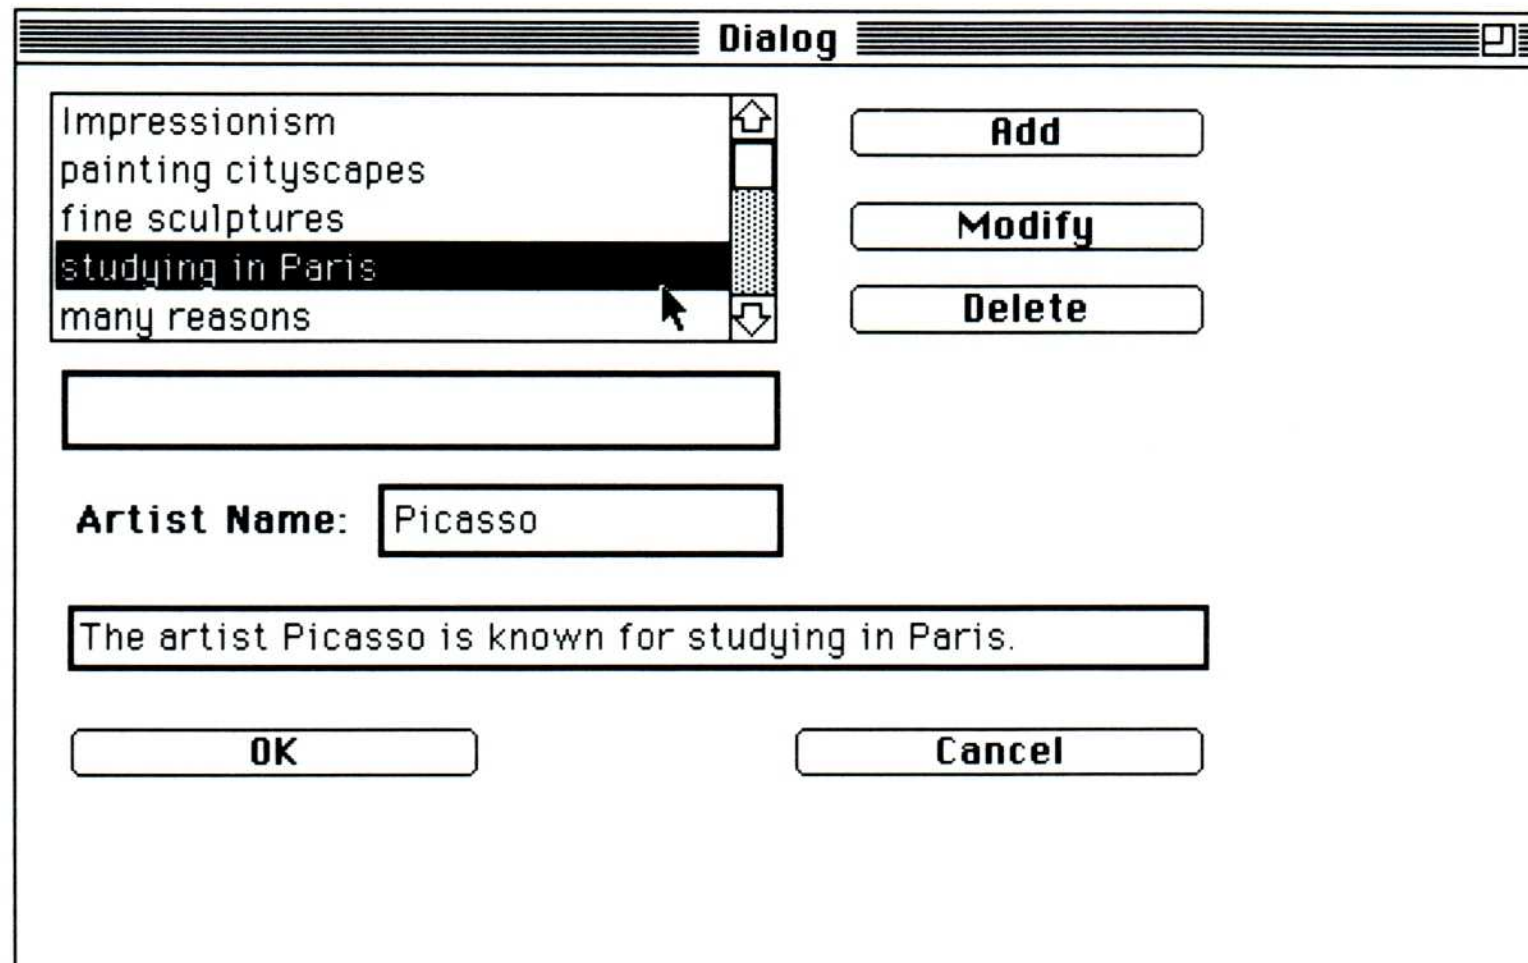 Dialog
Impressionism
painting cityscapes
fine sculptures
studying in Paris
many reasons
Add
Modify
Delete
Artist Name: Picasso
The artist Picasso is known for studying in Paris.
OK
Cancel